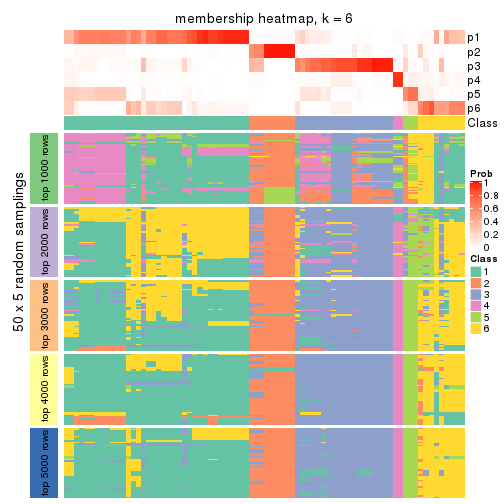 membership heatmap, k = 6
p1
p2
p3
p4
p5
p6
Class
50 x 5 random samplings
top 1000 rows
top 2000 rows
top 3000 rows
top 4000 rows
top 5000 rows
Prob
1
0.8
0.6
0.4
0.2
0
Class
1
2
3
4
5
6